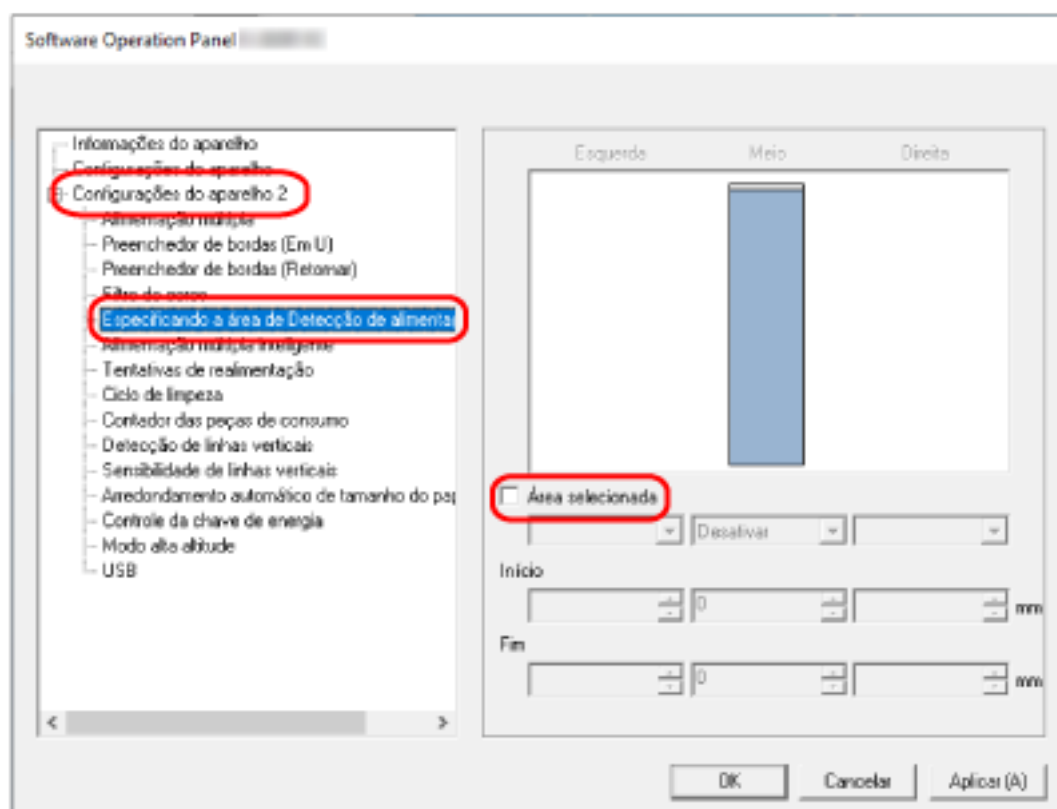 Software Operation Panel
Informações do aparelho
Configurações do aparelho
Configurações do aparelho 2
Alimentação múltipla
Preenchedor de bordas (Em U)
Preenchedor de bordas (Retornar)
Filtro de
Especificando a área de Detecção de alimenta
Alimentação múltipla inteligente
Tentativas de realimentação
Ciclo de limpeza
Contador das peças de consumo
Detecção de linhas verticais
Sensibilidade de linhas verticais
Arredondamento automático de tamanho do pap
Controle da chave de energia
Modo alta altitude
USB
Esquerda Meio Direita
Área selecionada
Desativar
Início
0 mm
Fim
0 mm
OK Cancelar Aplicar (A)